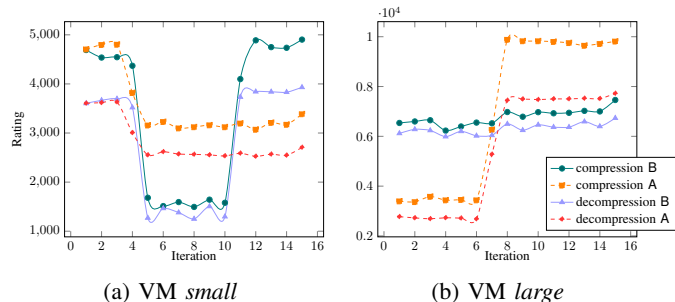 ·10⁴
5,000
4,000
3,000
2,000
1,000
Rating
0 2 4 6 8 10 12 14 16
Iteration
1
0.8
0.6
0.4
0.2
0 2 4 6 8 10 12 14 16
Iteration
compression B
compression A
decompression B
decompression A
(a) VM small
(b) VM large